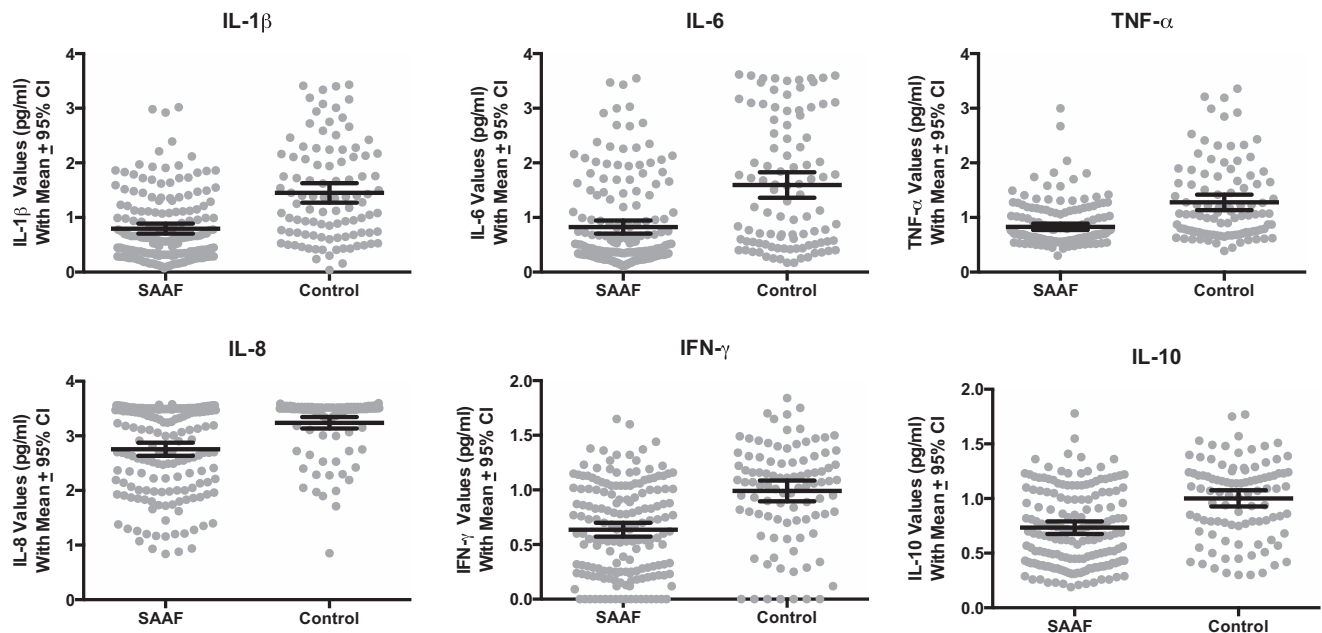 IL-1β
IL-1β Values (pg/ml)
With Mean ± 95% CI
4
3
2
1
0
SAAF
Control
IL-6
IL-6 Values (pg/ml)
With Mean ± 95% CI
4
3
2
1
0
SAAF
Control
TNF-α
TNF-α Values (pg/ml)
With Mean ± 95% CI
4
3
2
1
0
SAAF
Control
IL-8
IL-8 Values (pg/ml)
With Mean ± 95% CI
4
3
2
1
0
SAAF
Control
IFN-γ
IFN-γ Values (pg/ml)
With Mean ± 95% CI
2.0
1.5
1.0
0.5
0.0
SAAF
Control
IL-10
IL-10 Values (pg/ml)
With Mean ± 95% CI
2.0
1.5
1.0
0.5
0.0
SAAF
Control